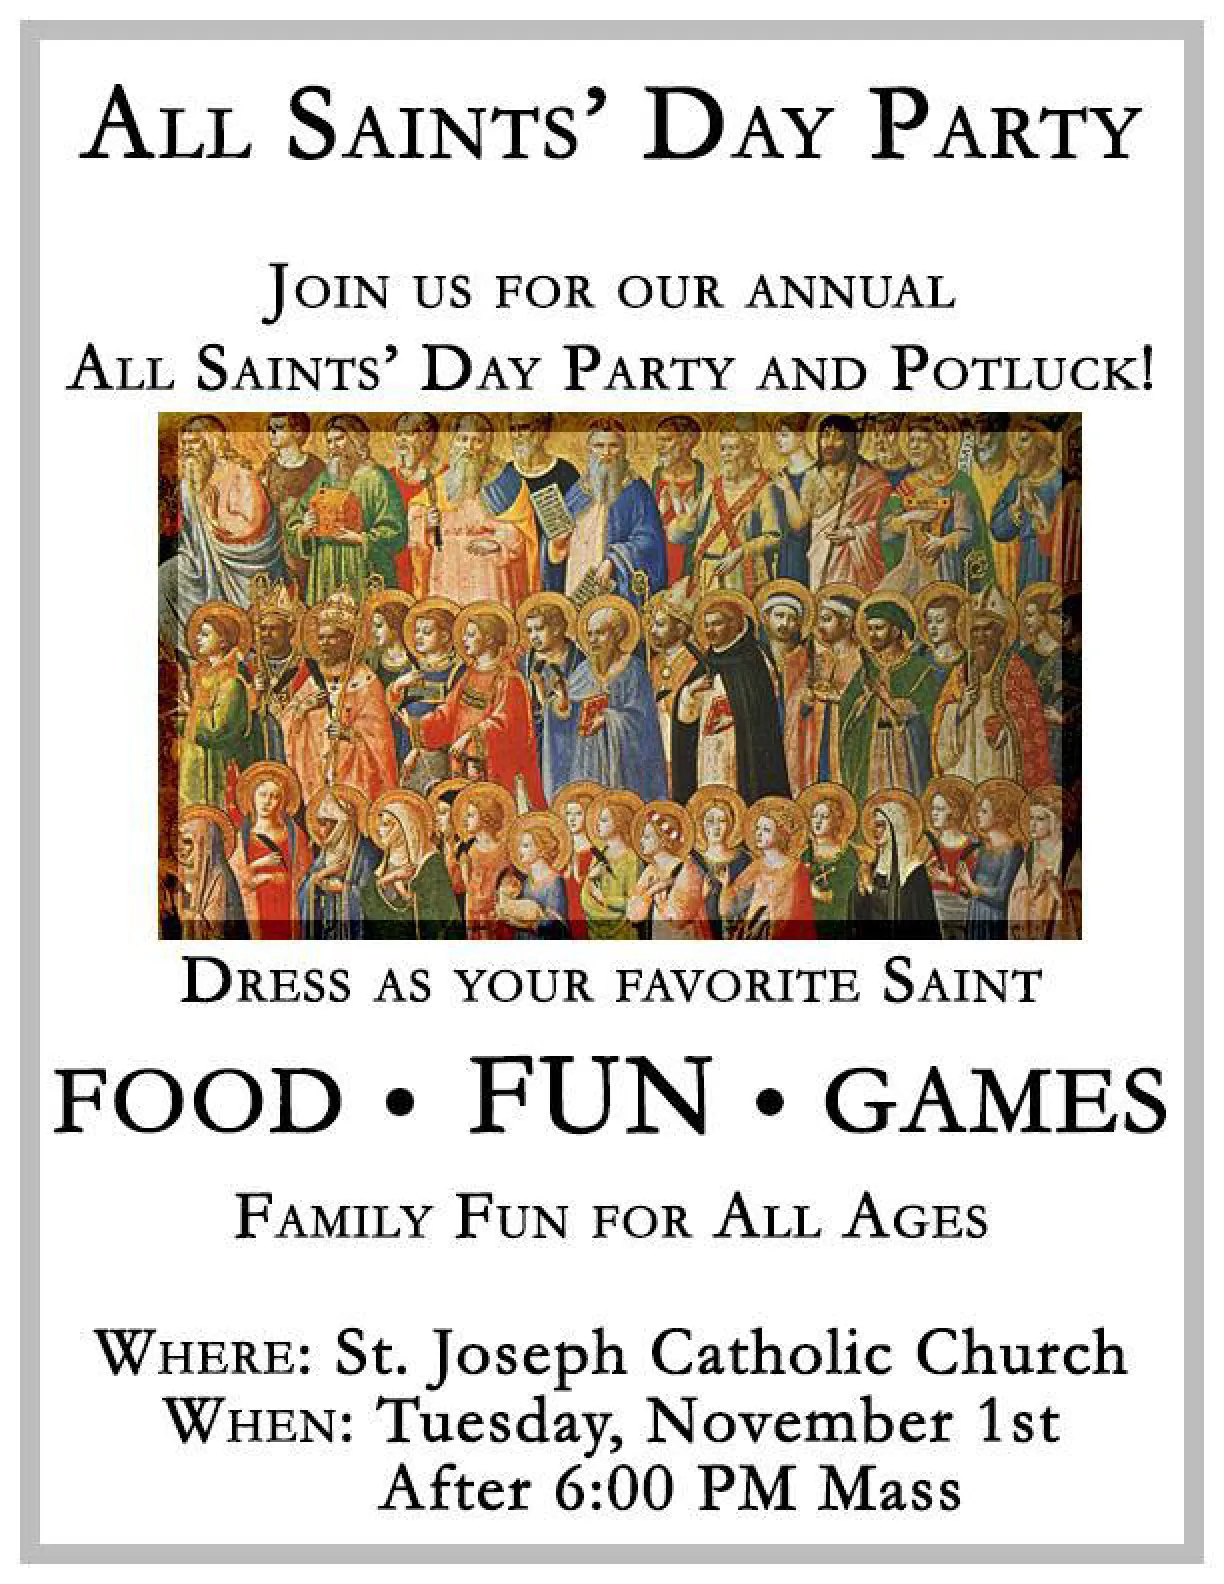 All Saints' Day Party
Join us for our annual
All Saints' Day Party and Potluck!
Dress as your favorite Saint
FOOD • FUN • GAMES
Family Fun for All Ages
Where: St. Joseph Catholic Church
When: Tuesday, November 1st
After 6:00 PM Mass